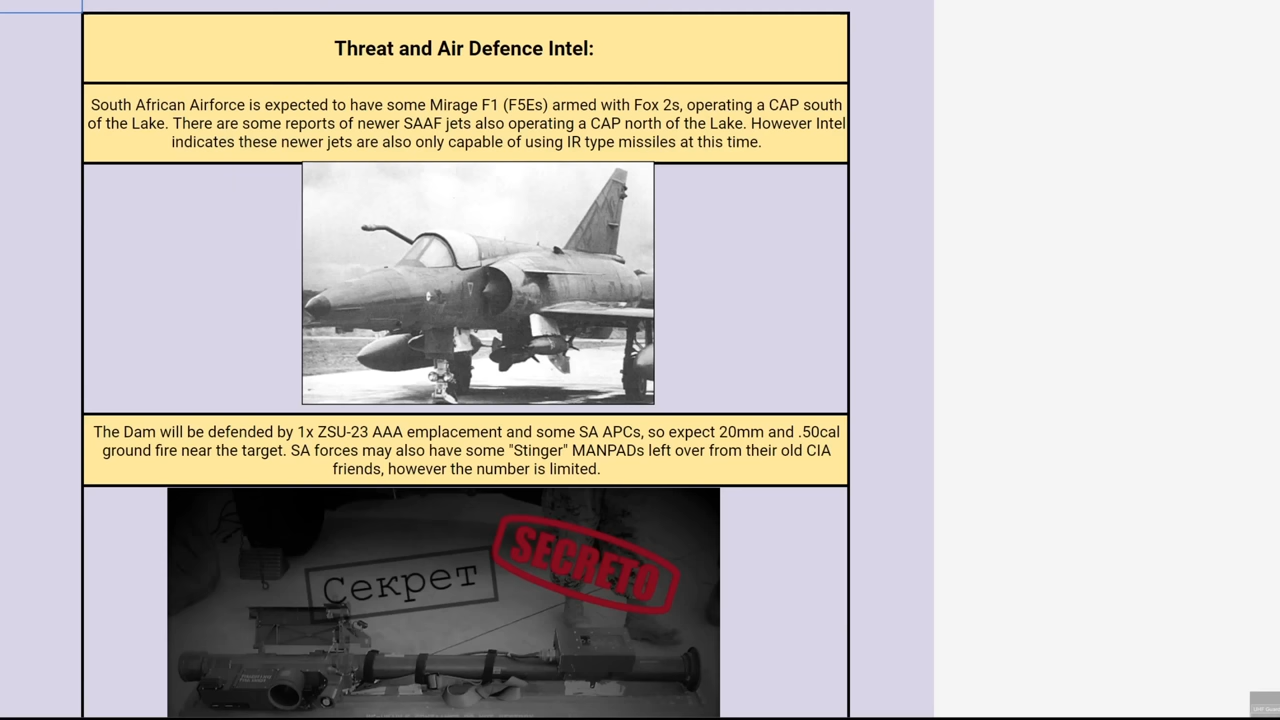 Threat and Air Defence Intel:
South African Airforce is expected to have some Mirage F1 (F5Es) armed with Fox 2s, operating a CAP south
of the Lake. There are some reports of newer SAAF jets also operating a CAP north of the Lake. However Intel
indicates these newer jets are also only capable of using IR type missiles at this time.
The Dam will be defended by 1x ZSU-23 AAA emplacement and some SA APCs, so expect 20mm and .50cal
ground fire near the target. SA forces may also have some "Stinger" MANPADs left over from their old CIA
friends, however the number is limited.
SECRETO
Секрет